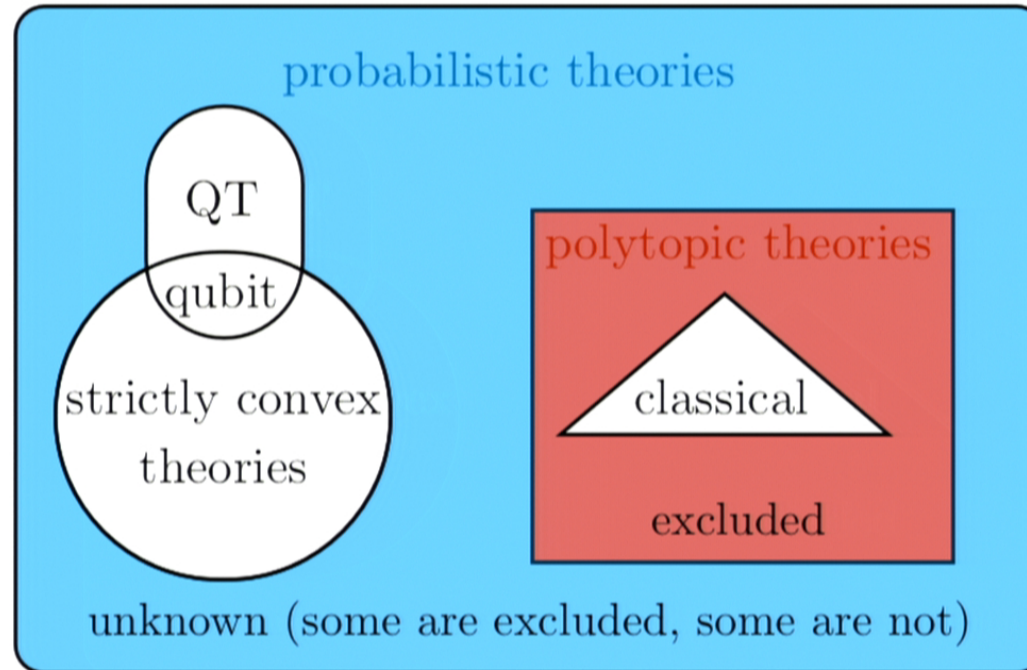 probabilistic theories
QT
qubit
strictly convex
theories
polytopic theories
classical
excluded
unknown (some are excluded, some are not)